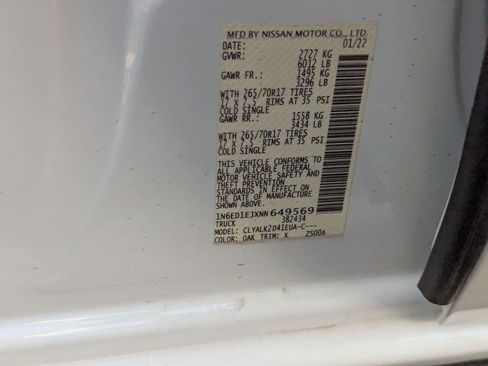 MFD BY NISSAN MOTOR CO., LTD.
DATE: 01/22
GVWR: 2727 KG
6012 LB
GAWR FR.: 1495 KG
3296 LB
WITH 265/70R17 TIRES
17 X 7.5 RIMS AT 35 PSI
COLD SINGLE
GAWR RR.: 1558 KG
3434 LB
WITH 265/70R17 TIRES
17 X 7.5 RIMS AT 35 PSI
COLD SINGLE
THIS VEHICLE CONFORMS TO
ALL APPLICABLE FEDERAL
MOTOR VEHICLE SAFETY AND
THEFT PREVENTION
STANDARDS IN EFFECT ON
THE DATE OF MANUFACTURE
1N6ED1EJXNN649569
TRUCK 382434
MODEL: CLYALK2D41EUA-C---
COLOR: QAK TRIM: X Z500A